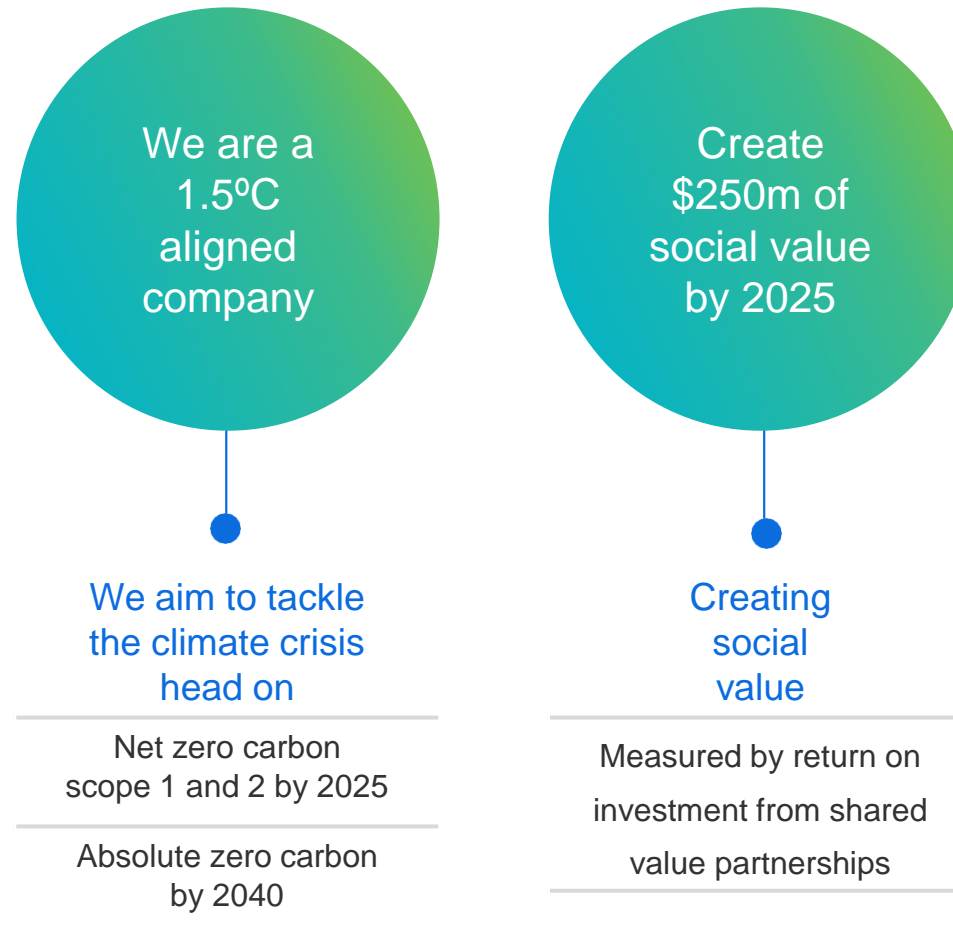 We are a
1.5ºC
aligned
company
We aim to tackle
the climate crisis
head on
Net zero carbon
scope 1 and 2 by 2025
Absolute zero carbon
by 2040
Create
$250m of
social value
by 2025
Creating
social
value
Measured by return on
investment from shared
value partnerships